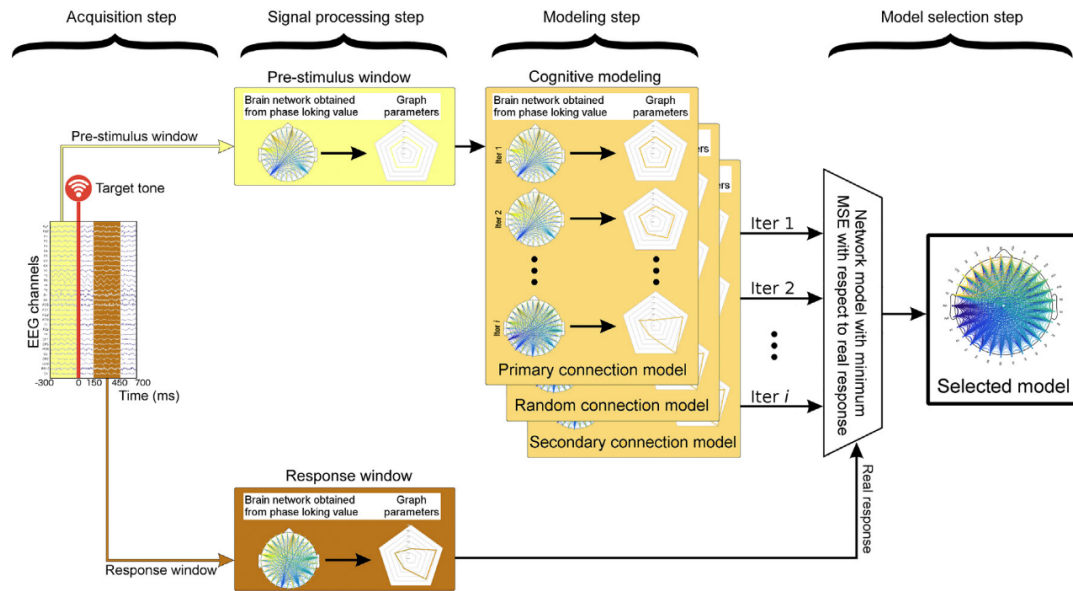 Acquisition step
Signal processing step
Modeling step
Model selection step
Pre-stimulus window
Brain network obtained
from phase loking value
Graph
parameters
Cognitive modeling
Brain network obtained
from phase loking value
Graph
parameters
Pre-stimulus window
Target tone
EEG channels
-300
0
150
450
700
Time (ms)
Iter 1
Iter 2
Iter i
Primary connection model
ers
Random connection model
ers
Secondary connection model
Iter 1
Iter 2
Iter i
Network model with minimum
MSE with respect to real response
Selected model
Real response
Response window
Brain network obtained
from phase loking value
Graph
parameters
Response window